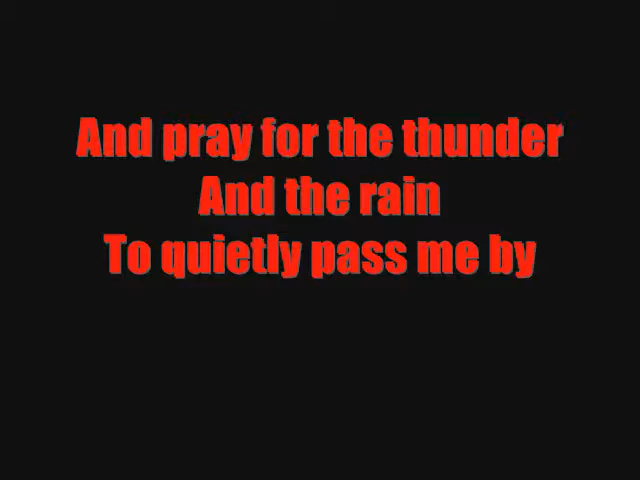 And pray for the thunder
And the rain
To quietly pass me by